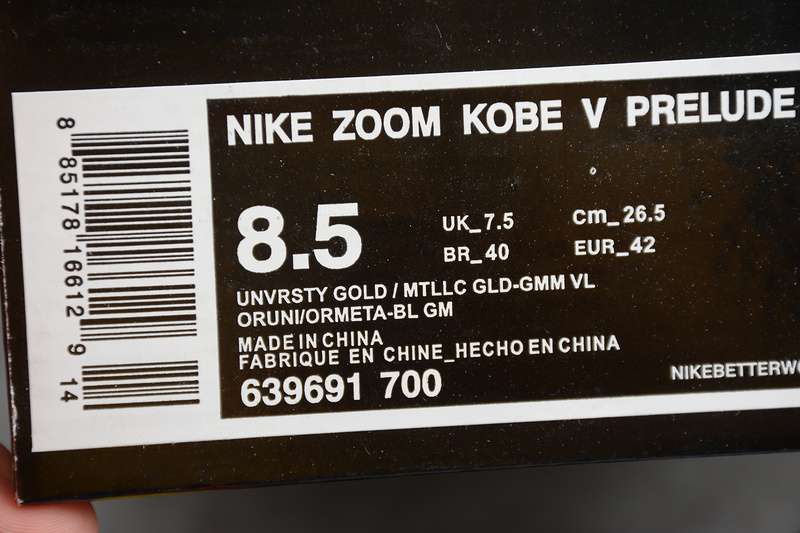 NIKE ZOOM KOBE V PRELUDE
8.5
UK_7.5 Cm_26.5
BR_40 EUR_42
UNVRSTY GOLD / MTLLC GLD-GMM VL
ORUNI/ORMETA-BL GM
MADE IN CHINA
FABRIQUE EN CHINE_HECHO EN CHINA
639691 700
NIKEBETTERWO
8 85178 16612 9 14